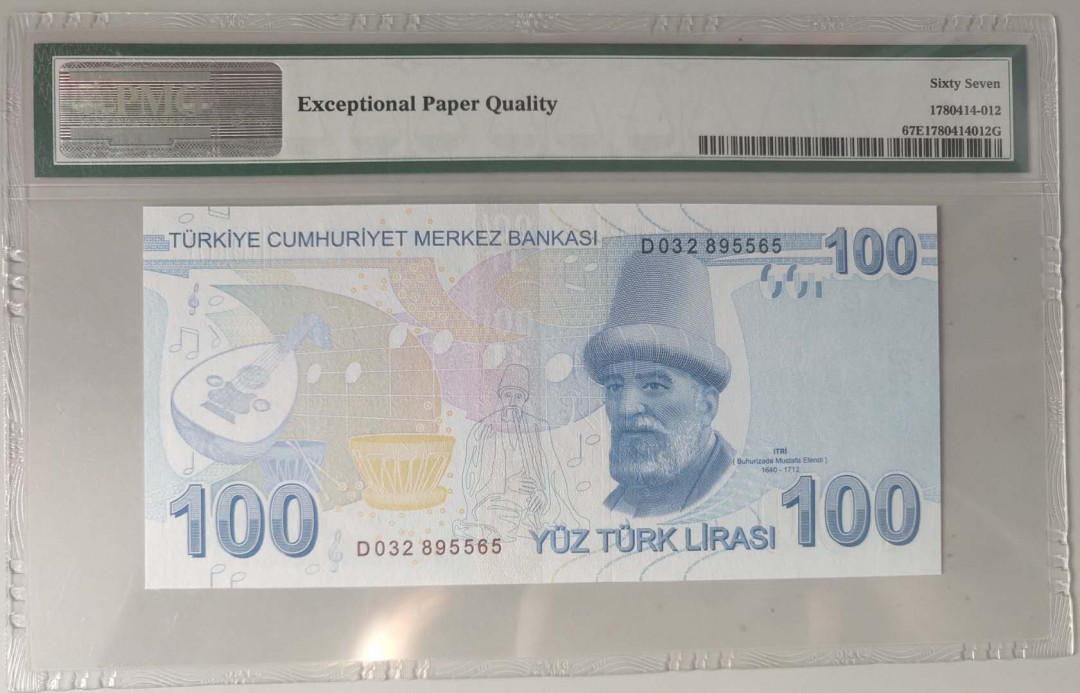 PMG
Exceptional Paper Quality
Sixty Seven
1780414-012
67E1780414012G
TÜRKİYE CUMHURİYET MERKEZ BANKASI
D032 895565
100
ITRİ
( Buhurizade Mustafa Efendi )
1640 - 1712
100
D032 895565
YÜZ TÜRK LİRASI
100